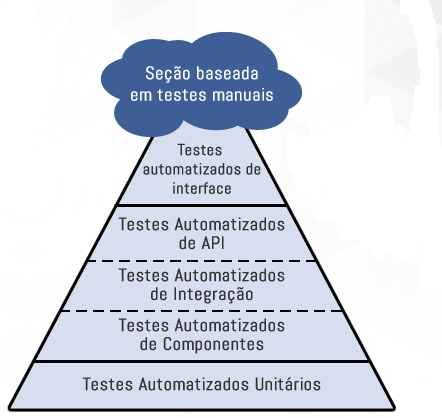 Seção baseada
em testes manuais
Testes
automatizados de
interface
Testes Automatizados
de API
Testes Automatizados
de Integração
Testes Automatizados
de Componentes
Testes Automatizados Unitários